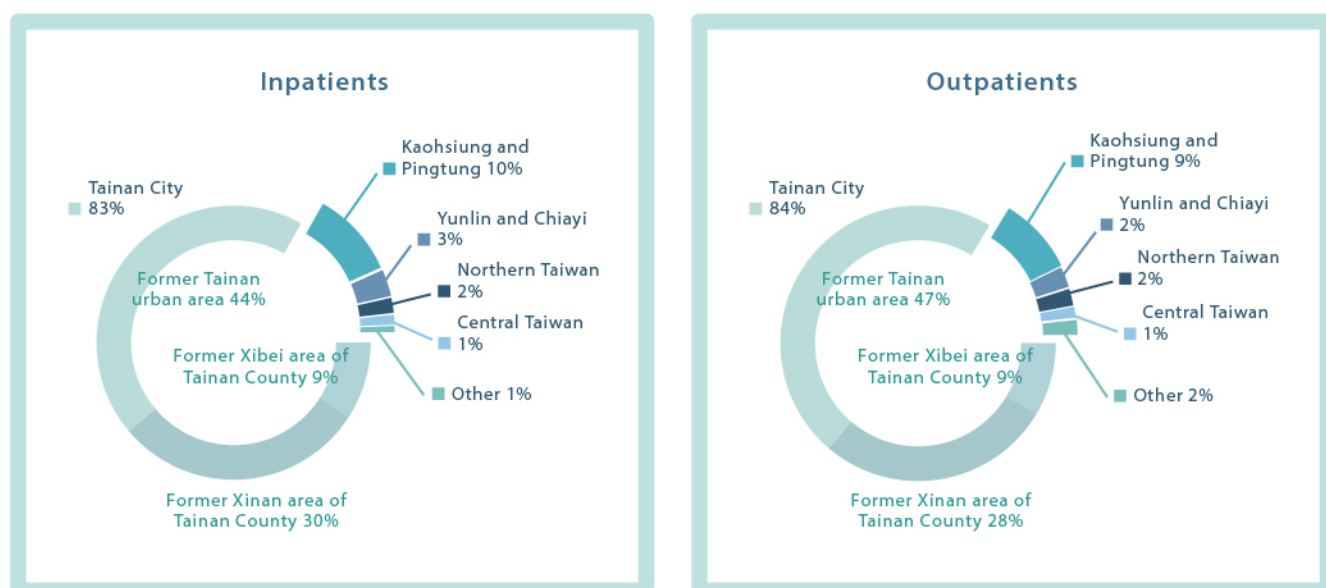 Inpatients
Kaohsiung and
Pingtung 10%
Tainan City
83%
Yunlin and Chiayi
3%
Former Tainan
urban area 44%
Northern Taiwan
2%
Central Taiwan
1%
Former Xibei area of
Tainan County 9%
Other 1%
Former Xinan area of
Tainan County 30%
Outpatients
Kaohsiung and
Pingtung 9%
Tainan City
84%
Yunlin and Chiayi
2%
Former Tainan
urban area 47%
Northern Taiwan
2%
Central Taiwan
1%
Former Xibei area of
Tainan County 9%
Other 2%
Former Xinan area of
Tainan County 28%